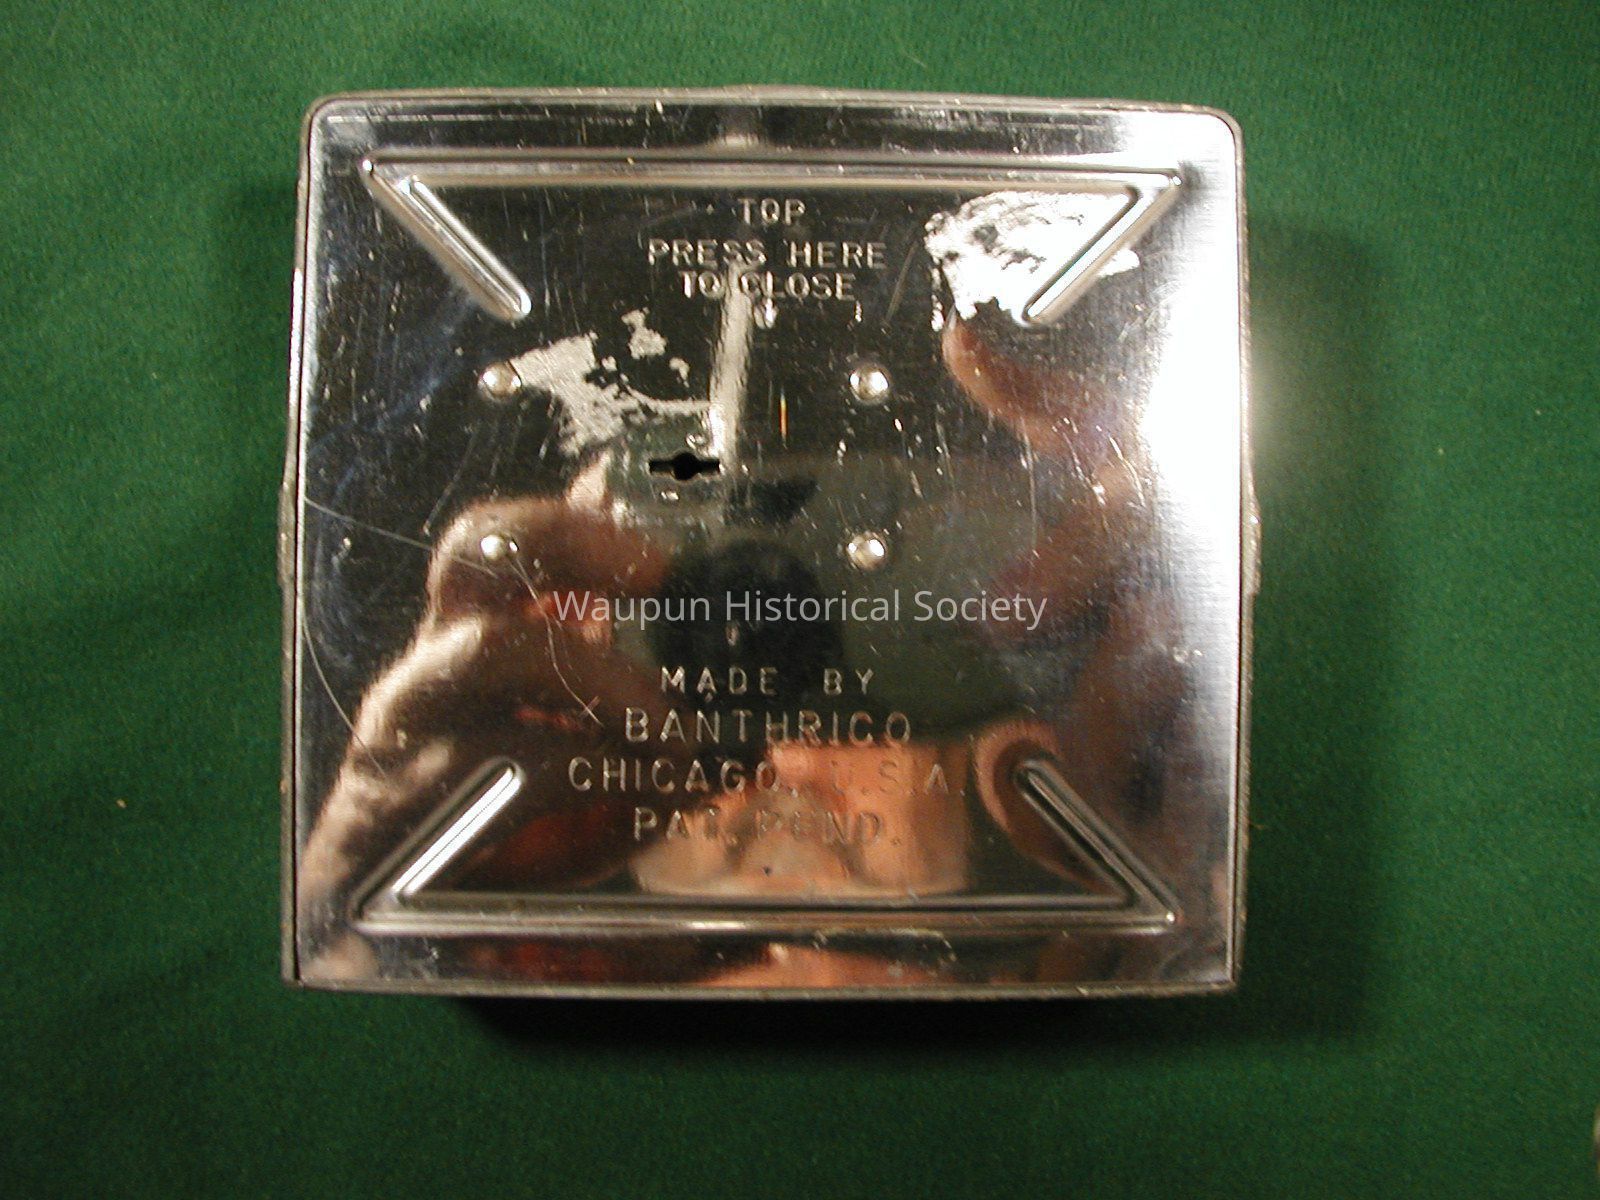 TOP
PRESS HERE
TO CLOSE
Waupun Historical Society
MADE BY
BANTHRICO
CHICAGO, U.S.A.
PAT. PEND.